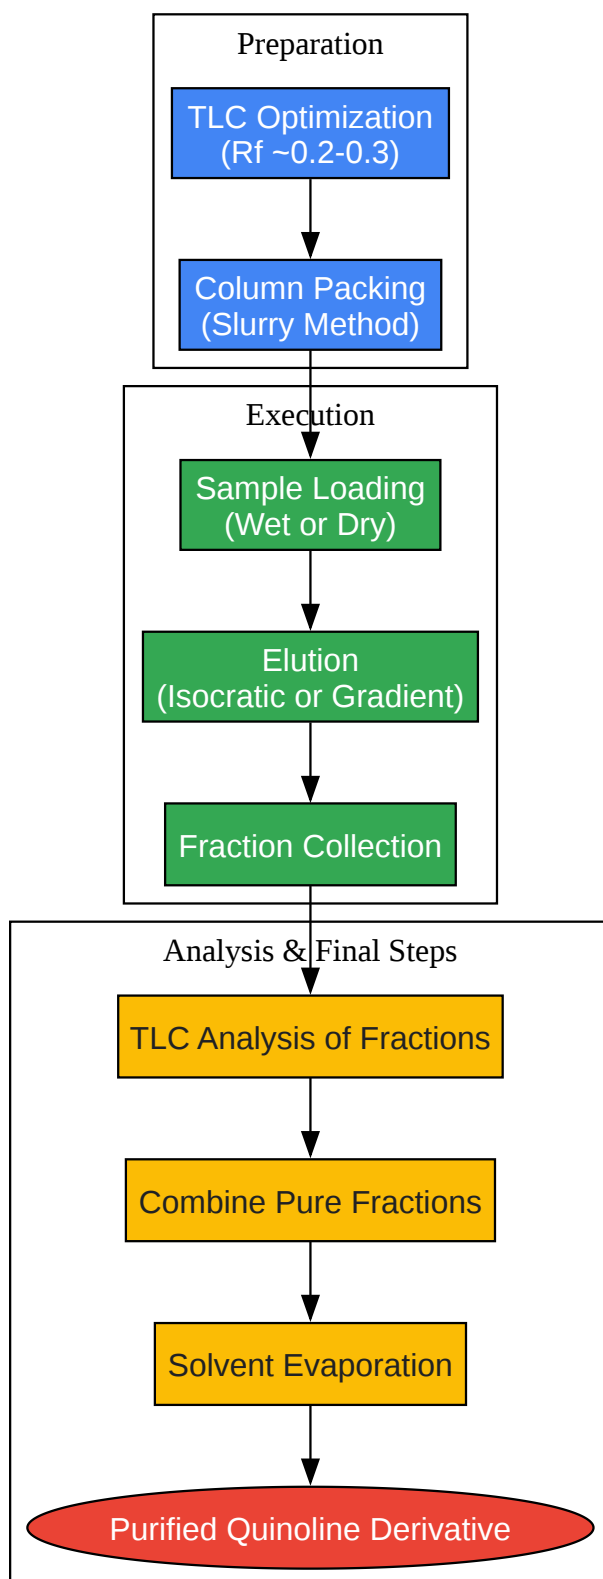 Preparation
TLC Optimization
(Rf ~0.2-0.3)
Column Packing
(Slurry Method)
Execution
Sample Loading
(Wet or Dry)
Elution
(Isocratic or Gradient)
Fraction Collection
Analysis & Final Steps
TLC Analysis of Fractions
Combine Pure Fractions
Solvent Evaporation
Purified Quinoline Derivative